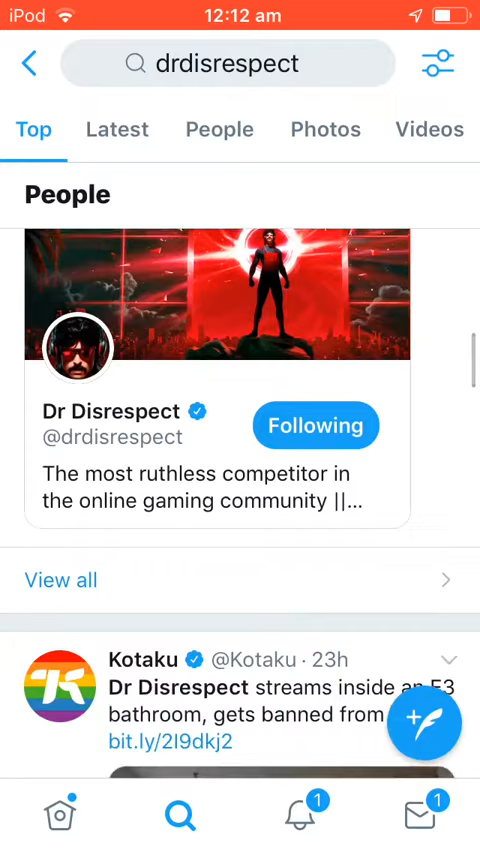 iPod 12:12 am
drdisrespect
Top Latest People Photos Videos
People
Dr Disrespect
@drdisrespect
Following
The most ruthless competitor in
the online gaming community ||...
View all
Kotaku @Kotaku · 23h
Dr Disrespect streams inside an E3
bathroom, gets banned from
bit.ly/2I9dkj2
1 1